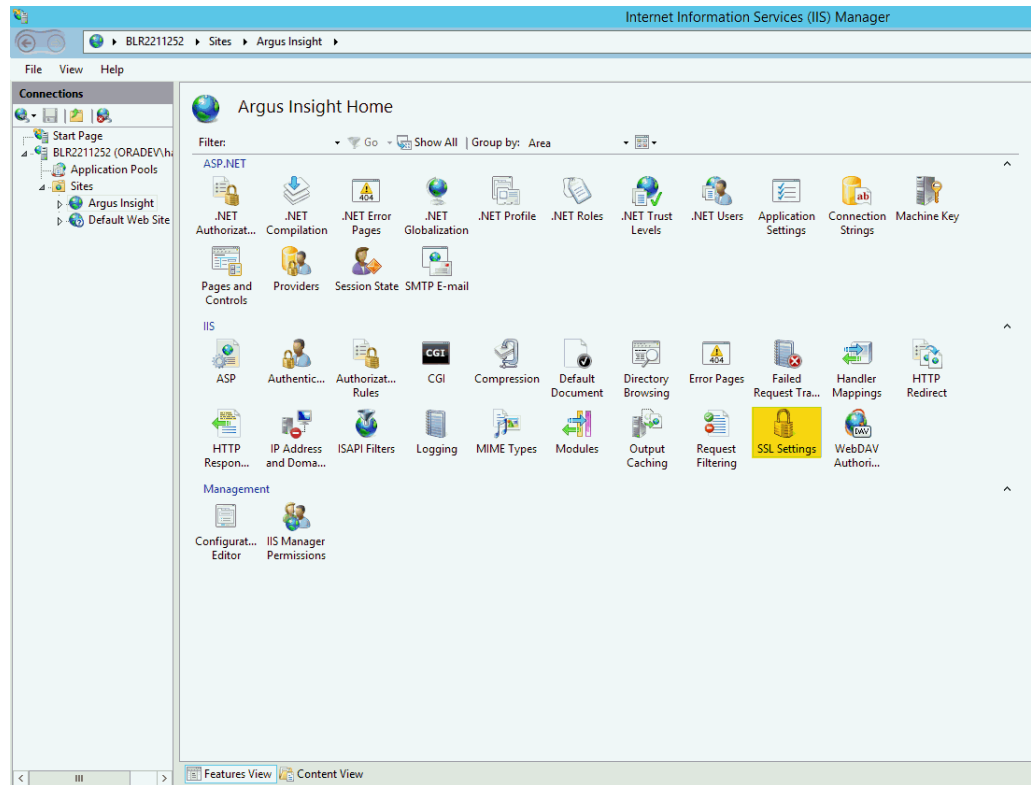 Internet Information Services (IIS) Manager
BLR2211252 Sites Argus Insight
File View Help
Connections
Start Page
BLR2211252 (ORADEV\ha
Application Pools
Sites
Argus Insight
Default Web Site
Argus Insight Home
Filter: Go Show All Group by: Area
ASP.NET
.NET Authorizat...
.NET Compilation
.NET Error Pages
.NET Globalization
.NET Profile
.NET Roles
.NET Trust Levels
.NET Users
Application Settings
Connection Strings
Machine Key
Pages and Controls
Providers
Session State
SMTP E-mail
IIS
ASP
Authentic...
Authorizat... Rules
CGI
Compression
Default Document
Directory Browsing
Error Pages
Failed Request Tra...
Handler Mappings
HTTP Redirect
HTTP Respon...
IP Address and Doma...
ISAPI Filters
Logging
MIME Types
Modules
Output Caching
Request Filtering
SSL Settings
WebDAV Authori...
Management
Configurat... Editor
IIS Manager Permissions
Features View Content View